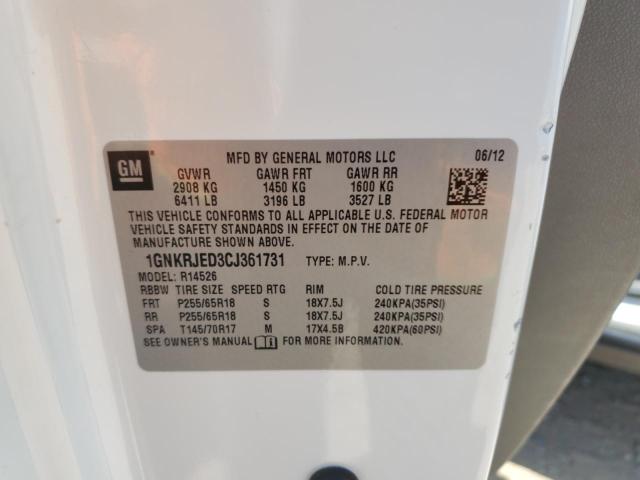 GM
MFD BY GENERAL MOTORS LLC 06/12
GVWR GAWR FRT GAWR RR
2908 KG 1450 KG 1600 KG
6411 LB 3196 LB 3527 LB
THIS VEHICLE CONFORMS TO ALL APPLICABLE U.S. FEDERAL MOTOR
VEHICLE SAFETY STANDARDS IN EFFECT ON THE DATE OF
MANUFACTURE SHOWN ABOVE.
1GNKRJED3CJ361731 TYPE: M.P.V.
MODEL: R14526
RBBW TIRE SIZE SPEED RTG RIM COLD TIRE PRESSURE
FRT P255/65R18 S 18X7.5J 240KPA(35PSI)
RR P255/65R18 S 18X7.5J 240KPA(35PSI)
SPA T145/70R17 M 17X4.5B 420KPA(60PSI)
SEE OWNER'S MANUAL FOR MORE INFORMATION.